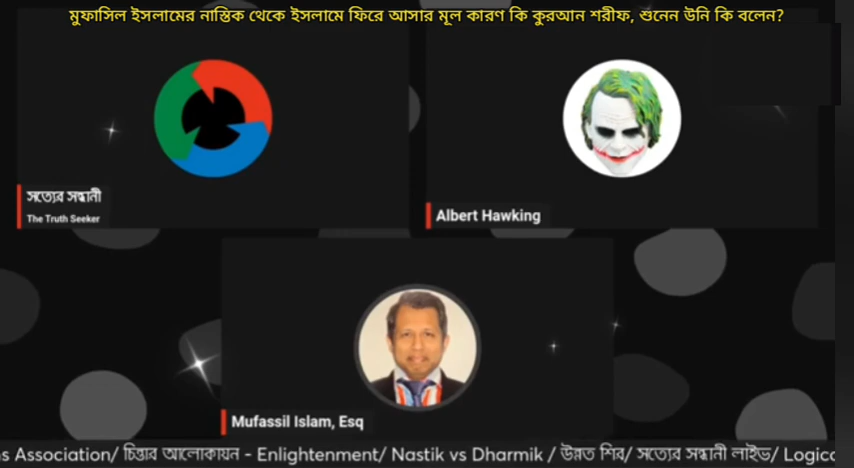 মুফাসিল ইসলামের নাস্তিক থেকে ইসলামে ফিরে আসার মূল কারণ কি কুরআন শরীফ, শুনেন উনি কি বলেন?
সত্যের সন্ধানী
The Truth Seeker
Albert Hawking
Mufassil Islam, Esq
s Association/ চিন্তার আলোকায়ন - Enlightenment/ Nastik vs Dharmik / উন্নত শির/ সত্যের সন্ধানী লাইভ/ Logic